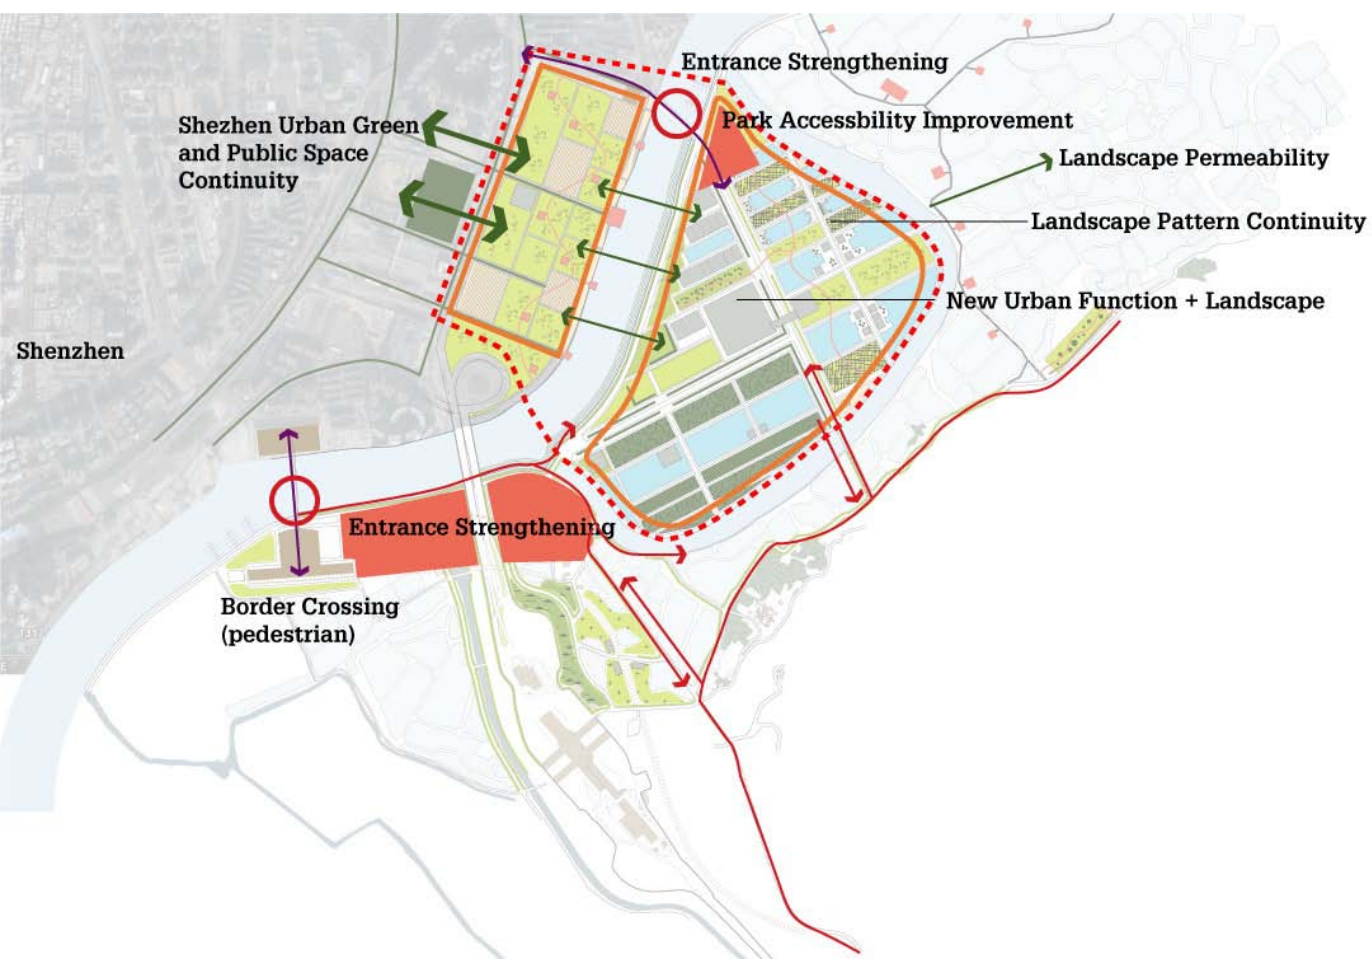 Entrance Strengthening
Park Accessbility Improvement
Shezhen Urban Green
and Public Space
Continuity
Landscape Permeability
Landscape Pattern Continuity
New Urban Function + Landscape
Shenzhen
Entrance Strengthening
Border Crossing
(pedestrian)